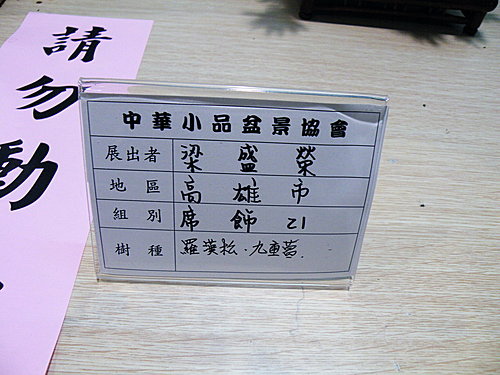 請勿動
中華小品盆景協會
展出者 梁盛榮
地區 高雄市
組別 席飾 21
樹種 羅漢松.九重葛.